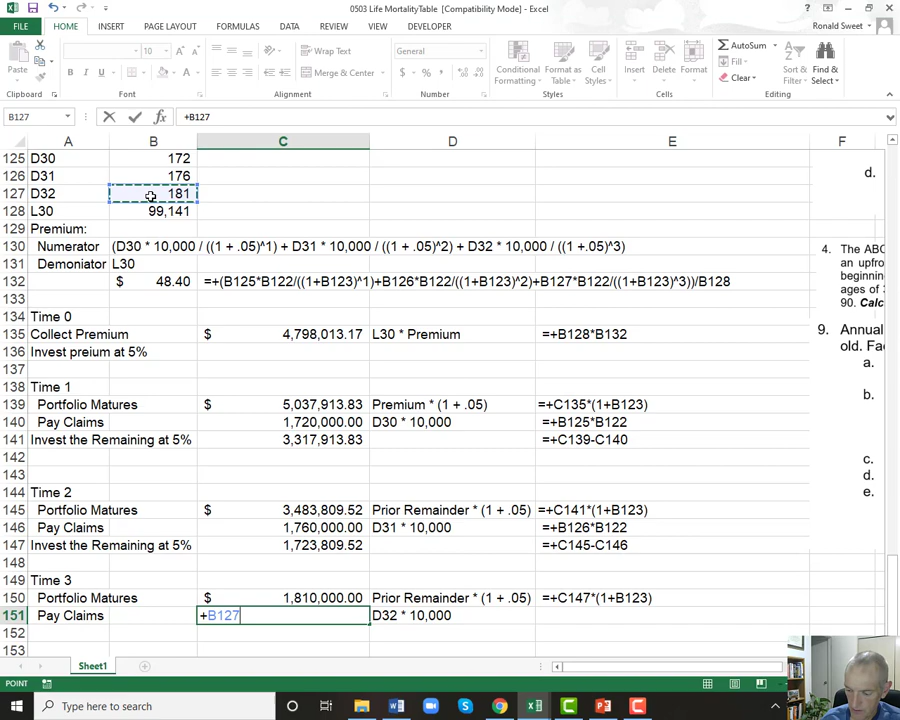 0503 Life MortalityTable [Compatibility Mode] - Excel
FILE HOME INSERT PAGE LAYOUT FORMULAS DATA REVIEW VIEW DEVELOPER Ronald Sweet
Paste
10 A A
Wrap Text
General
Conditional Formatting
Format as Table
Cell Styles
Insert Delete Format
AutoSum
Fill
Clear
Sort & Filter
Find & Select
B I U
Merge & Center
$ % ,
Clipboard Font Alignment Number Styles Cells Editing
B127 fx +B127
A B C D E F
125 D30 172
126 D31 176
127 D32 181
128 L30 99,141
129 Premium:
130 Numerator (D30 * 10,000 / ((1 + .05)^1) + D31 * 10,000 / ((1 + .05)^2) + D32 * 10,000 / ((1 + .05)^3)
131 Demoniator L30
132 $ 48.40 =+(B125*B122/((1+B123)^1)+B126*B122/((1+B123)^2)+B127*B122/((1+B123)^3))/B128
133
134 Time 0
135 Collect Premium $ 4,798,013.17 L30 * Premium =+B128*B132
136 Invest preium at 5%
137
138 Time 1
139 Portfolio Matures $ 5,037,913.83 Premium * (1 + .05) =+C135*(1+B123)
140 Pay Claims 1,720,000.00 D30 * 10,000 =+B125*B122
141 Invest the Remaining at 5% 3,317,913.83 =+C139-C140
142
143
144 Time 2
145 Portfolio Matures $ 3,483,809.52 Prior Remainder * (1 + .05) =+C141*(1+B123)
146 Pay Claims 1,760,000.00 D31 * 10,000 =+B126*B122
147 Invest the Remaining at 5% 1,723,809.52 =+C145-C146
148
149 Time 3
150 Portfolio Matures $ 1,810,000.00 Prior Remainder * (1 + .05) =+C147*(1+B123)
151 Pay Claims +B127 D32 * 10,000
152
153
d.
4. The ABC
an upfro
beginnin
ages of
90. Calc
9. Annual
old. Fac
a.
b.
c.
d.
e.
Sheet1
POINT
Type here to search